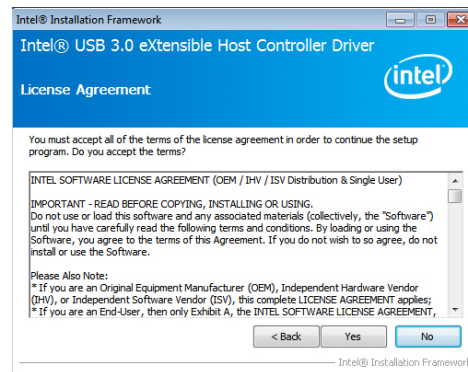 Intel® Installation Framework
Intel® USB 3.0 eXtensible Host Controller Driver
intel
License Agreement
You must accept all of the terms of the license agreement in order to continue the setup
program. Do you accept the terms?
INTEL SOFTWARE LICENSE AGREEMENT (OEM / IHV / ISV Distribution & Single User)
IMPORTANT - READ BEFORE COPYING, INSTALLING OR USING.
Do not use or load this software and any associated materials (collectively, the "Software")
until you have carefully read the following terms and conditions. By loading or using the
Software, you agree to the terms of this Agreement. If you do not wish to so agree, do not
install or use the Software.
Please Also Note:
* If you are an Original Equipment Manufacturer (OEM), Independent Hardware Vendor
(IHV), or Independent Software Vendor (ISV), this complete LICENSE AGREEMENT applies;
* If you are an End-User, then only Exhibit A, the INTEL SOFTWARE LICENSE AGREEMENT,
< Back Yes No
Intel® Installation Framework